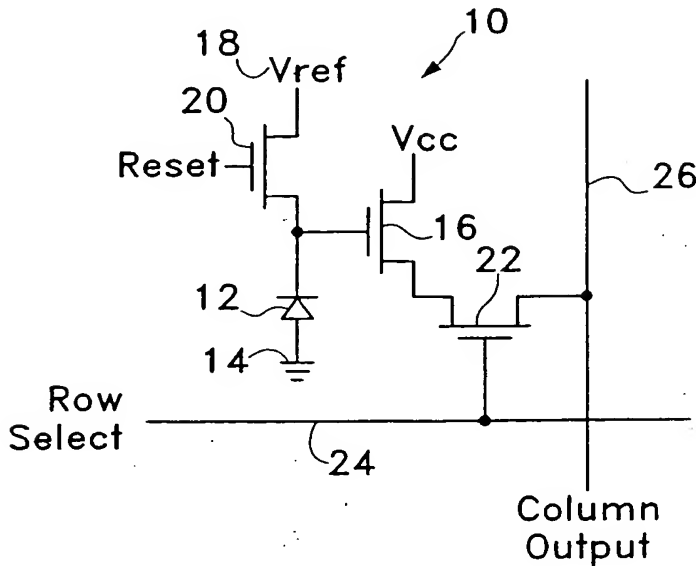 10
18
Vref
20
Reset
Vcc
26
16
22
12
14
Row
Select
24
Column
Output